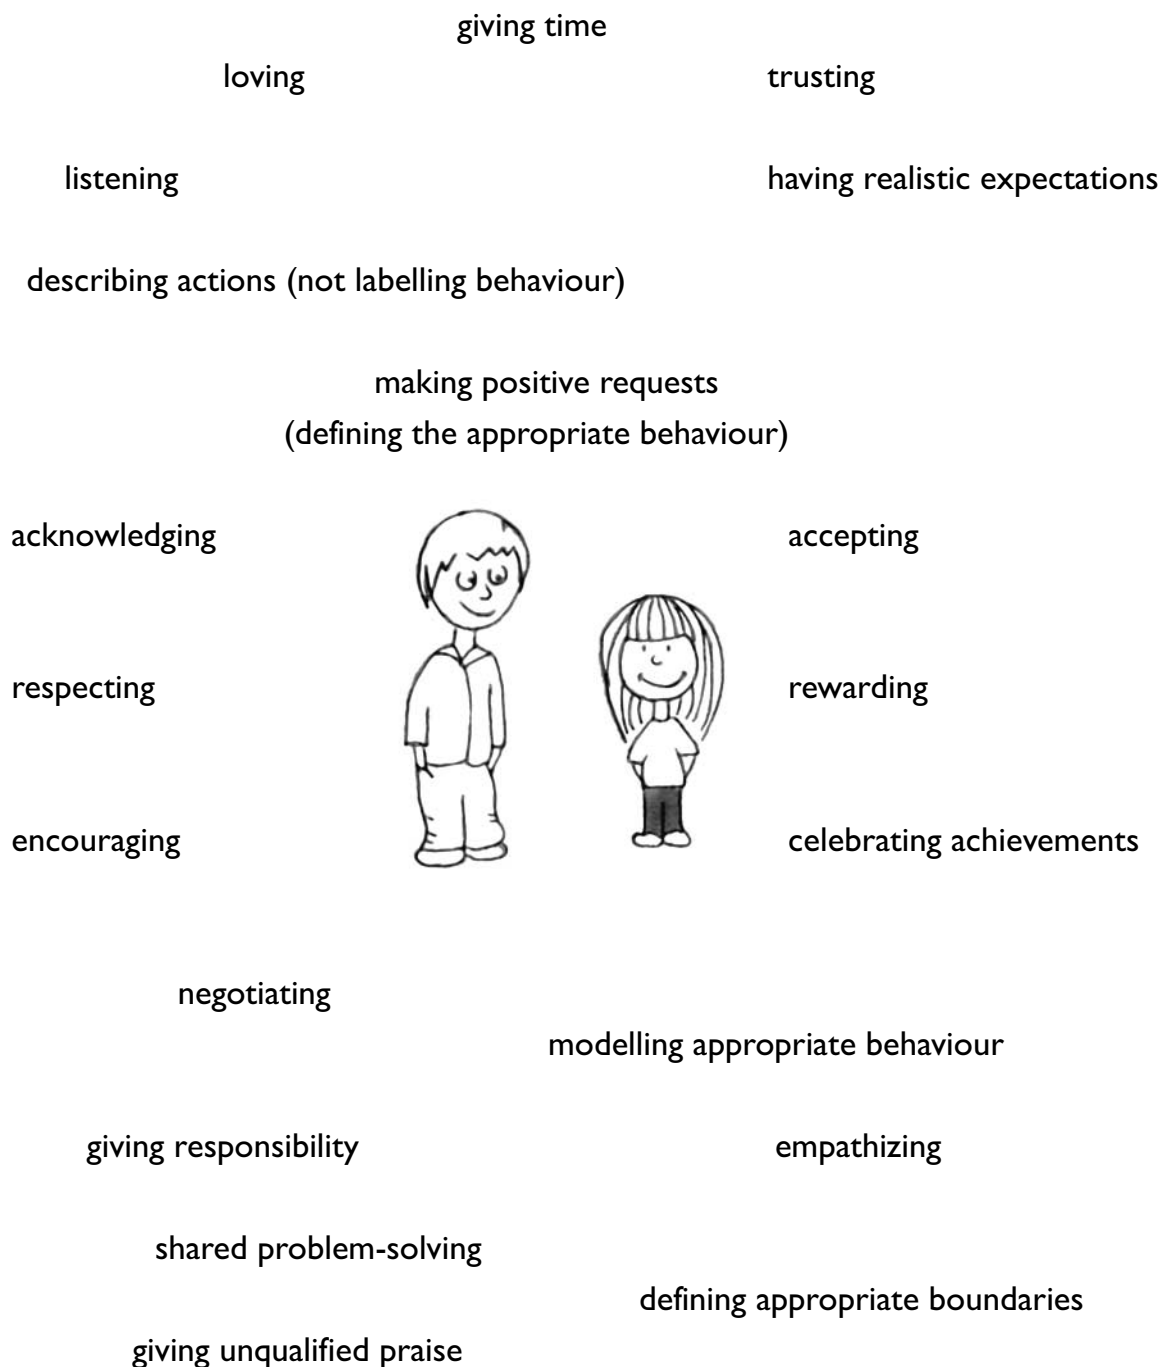 giving time
loving
trusting
listening
having realistic expectations
describing actions (not labelling behaviour)
making positive requests
(defining the appropriate behaviour)
acknowledging
accepting
respecting
rewarding
encouraging
celebrating achievements
negotiating
modelling appropriate behaviour
giving responsibility
empathizing
shared problem-solving
defining appropriate boundaries
giving unqualified praise